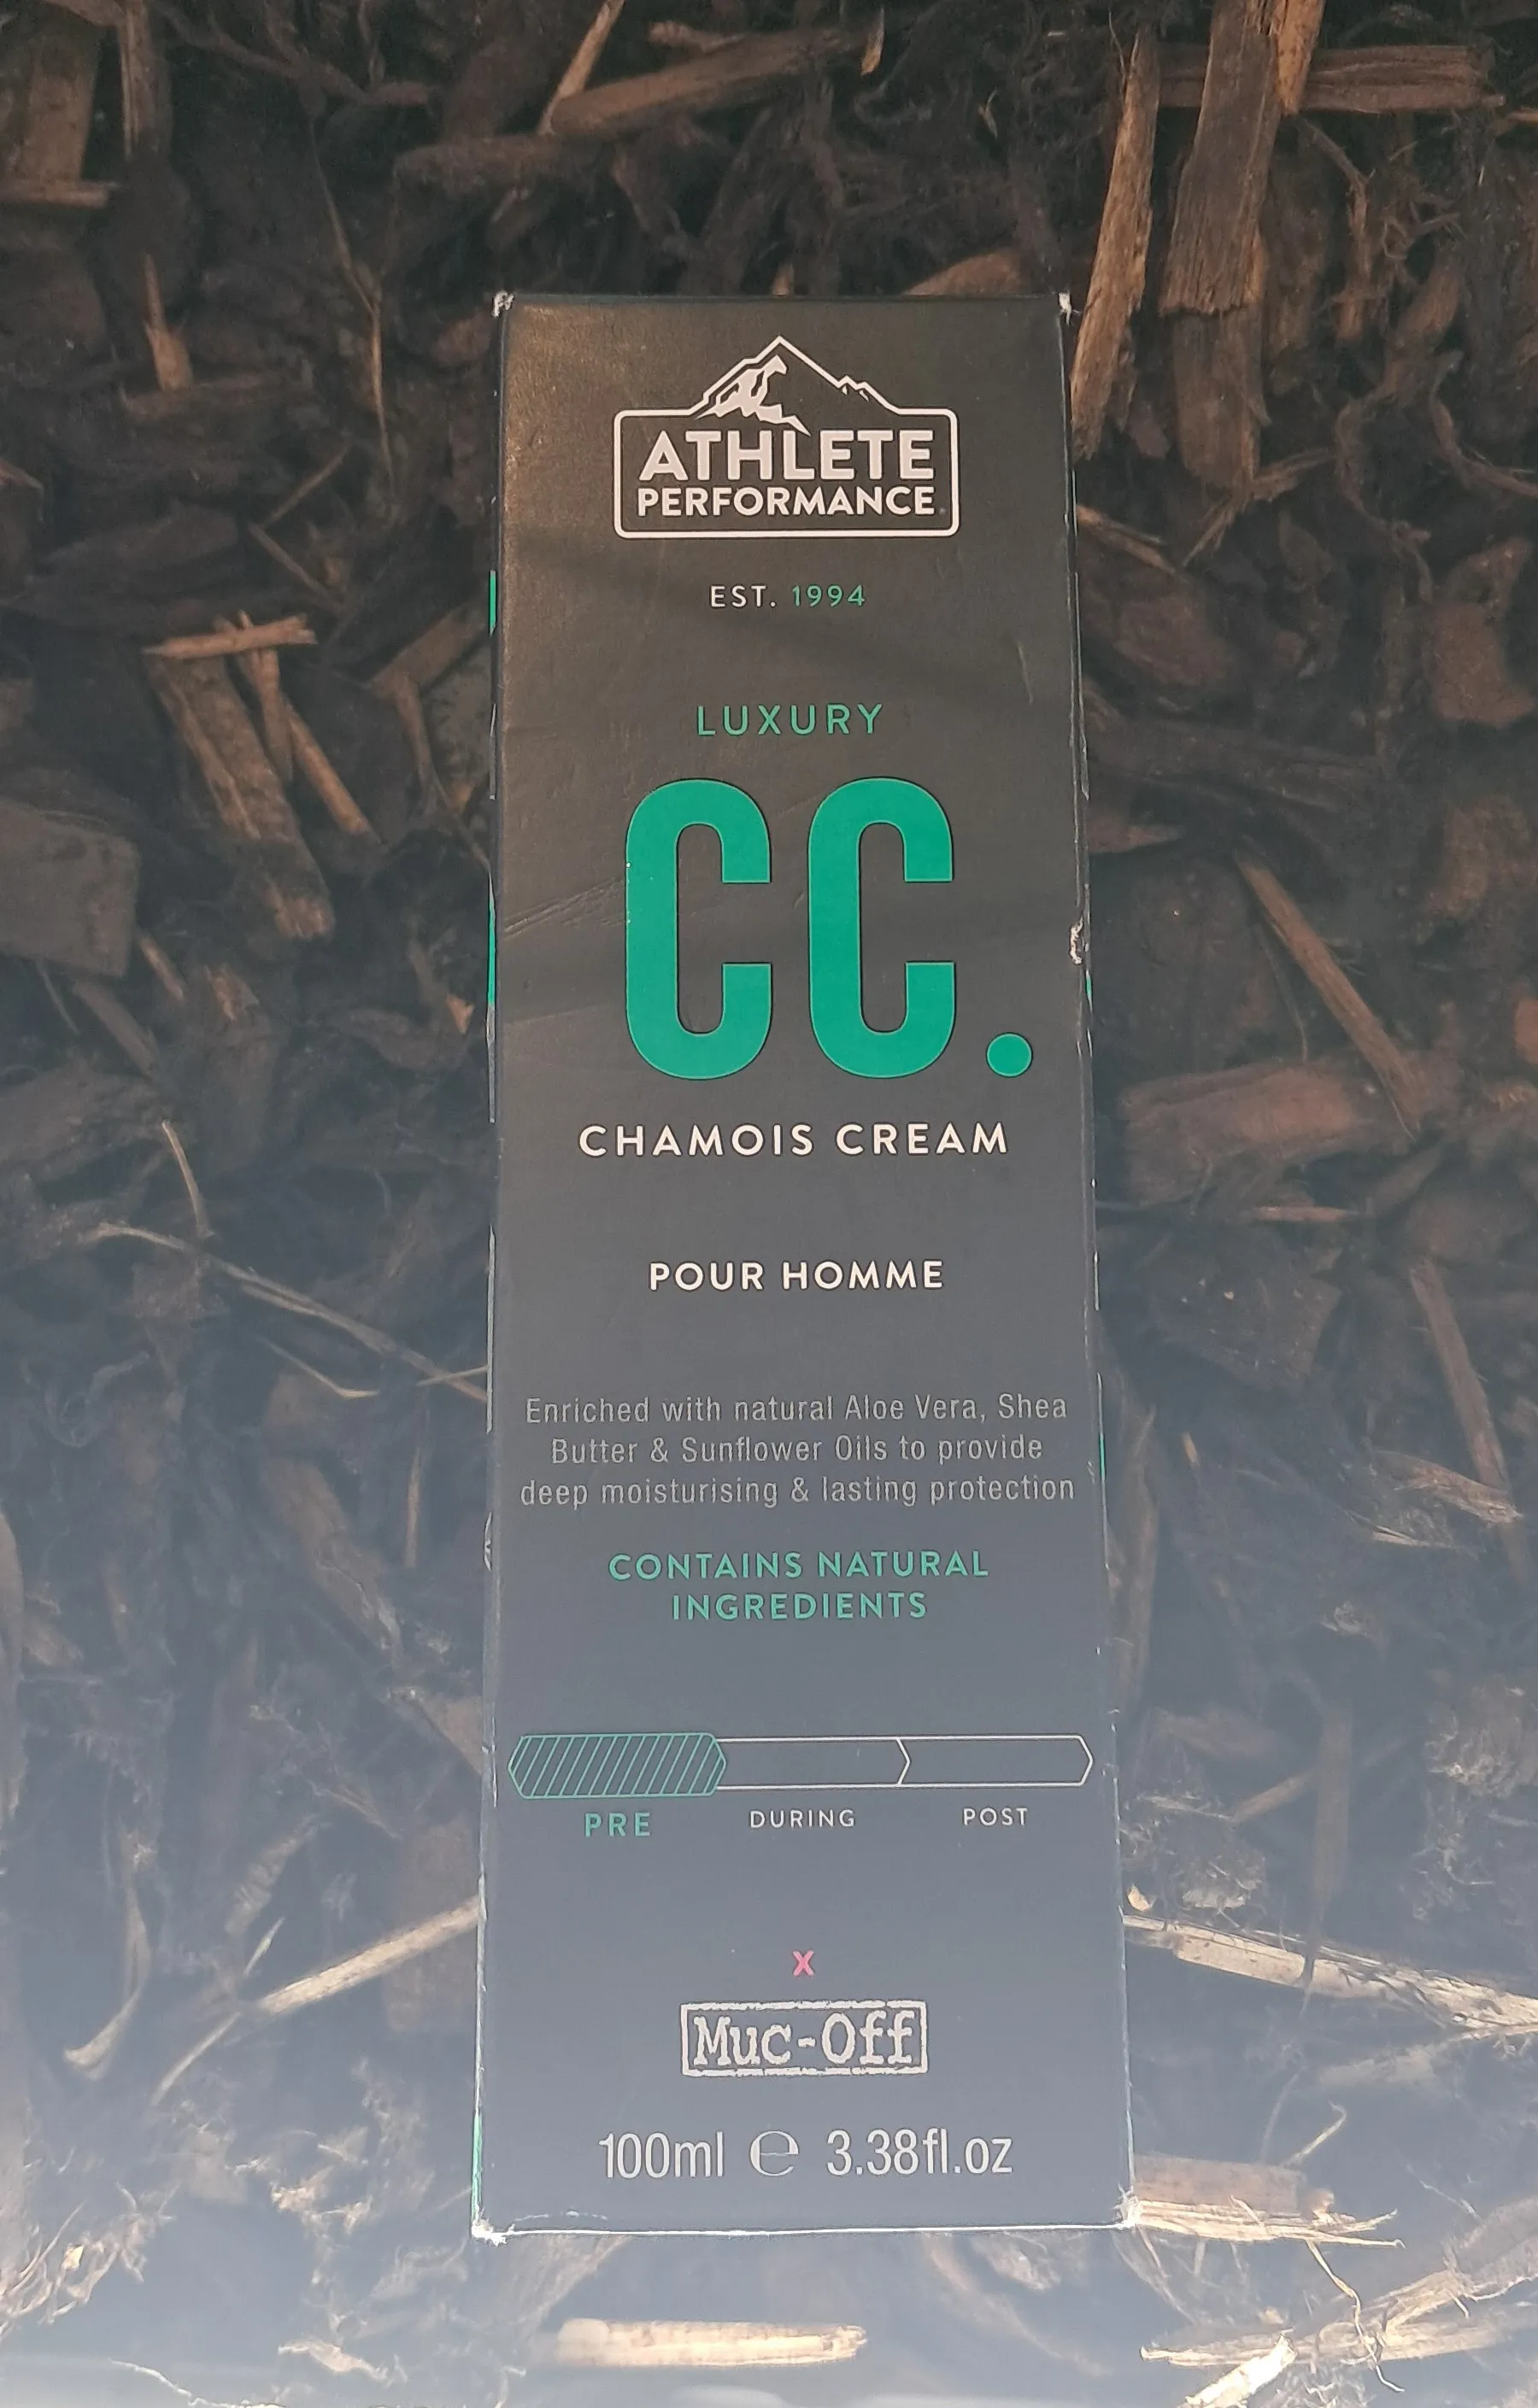 ATHLETE
PERFORMANCE
EST. 1994
LUXURY
CC.
CHAMOIS CREAM
POUR HOMME
Enriched with natural Aloe Vera, Shea
Butter & Sunflower Oils to provide
deep moisturising & lasting protection
CONTAINS NATURAL
INGREDIENTS
PRE DURING POST
x
Muc-Off
100ml ℮ 3.38fl.oz